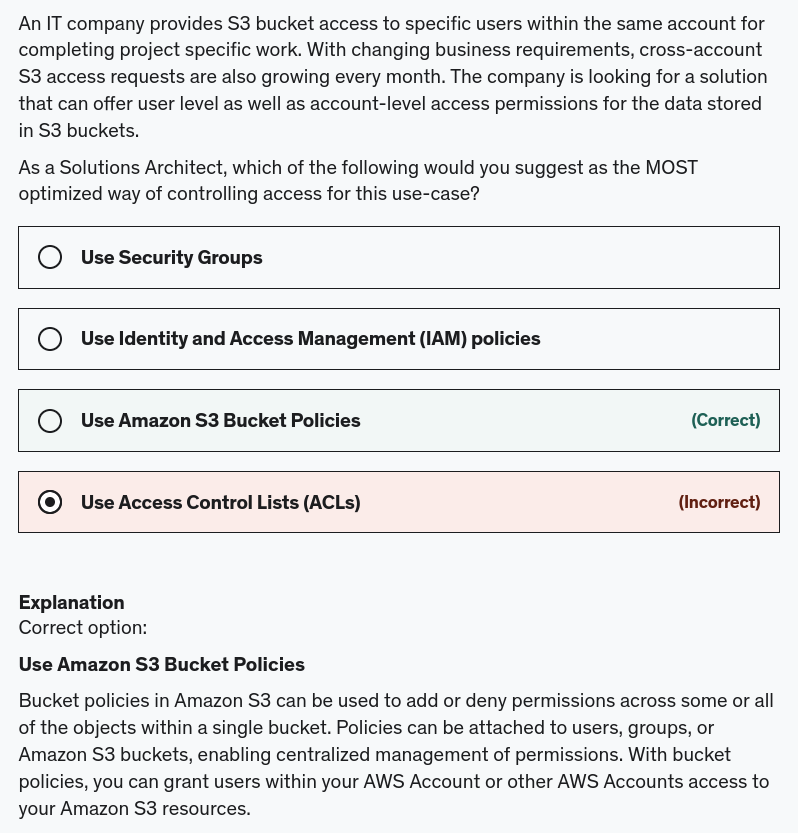 An IT company provides S3 bucket access to specific users within the same account for
completing project specific work. With changing business requirements, cross-account
S3 access requests are also growing every month. The company is looking for a solution
that can offer user level as well as account-level access permissions for the data stored
in S3 buckets.
As a Solutions Architect, which of the following would you suggest as the MOST
optimized way of controlling access for this use-case?
Use Security Groups
Use Identity and Access Management (IAM) policies
Use Amazon S3 Bucket Policies (Correct)
Use Access Control Lists (ACLs) (Incorrect)
Explanation
Correct option:
Use Amazon S3 Bucket Policies
Bucket policies in Amazon S3 can be used to add or deny permissions across some or all
of the objects within a single bucket. Policies can be attached to users, groups, or
Amazon S3 buckets, enabling centralized management of permissions. With bucket
policies, you can grant users within your AWS Account or other AWS Accounts access to
your Amazon S3 resources.